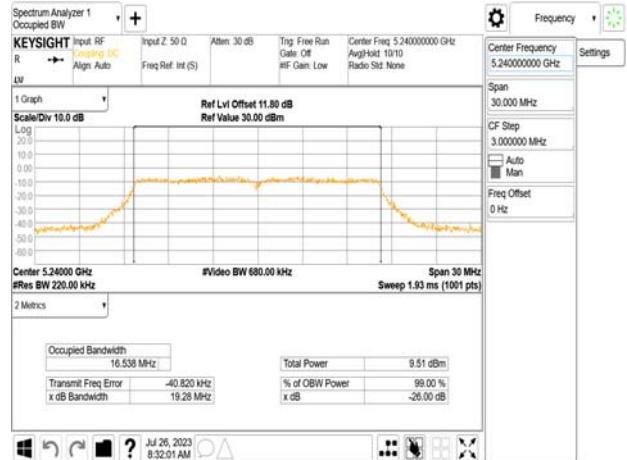 Spectrum Analyzer 1
Occupied BW
+
Frequency
KEYSIGHT Input: RF Input Z: 50 Ω Atten: 30 dB Trig: Free Run Center Freq: 5.240000000 GHz
R Coupling: DC Gate: Off Avg|Hold: 10/10
Align: Auto Freq Ref: Int (S) #IF Gain: Low Radio Std: None
Center Frequency
5.240000000 GHz
Settings
Span
30.000 MHz
CF Step
3.000000 MHz
Auto
Man
Freq Offset
0 Hz
1 Graph
Ref Lvl Offset 11.80 dB
Scale/Div 10.0 dB Ref Value 30.00 dBm
Log
20.0
10.0
0.00
-10.0
-20.0
-30.0
-40.0
-50.0
-60.0
Center 5.24000 GHz #Video BW 680.00 kHz Span 30 MHz
#Res BW 220.00 kHz Sweep 1.93 ms (1001 pts)
2 Metrics
Occupied Bandwidth
16.538 MHz Total Power 9.51 dBm
Transmit Freq Error -40.820 kHz % of OBW Power 99.00 %
x dB Bandwidth 19.28 MHz x dB -26.00 dB
? Jul 26, 2023
8:32:01 AM